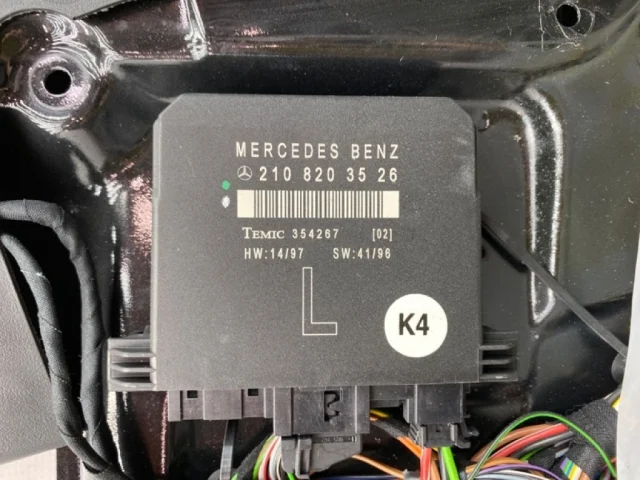 MERCEDES BENZ
210 820 35 26
TEMIC 354267 [02]
HW:14/97 SW:41/96
L
K4